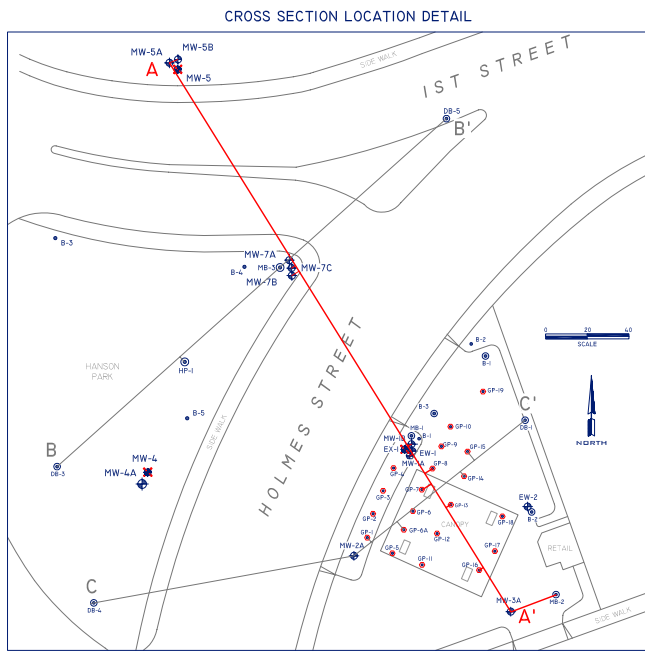 CROSS SECTION LOCATION DETAIL
MW-5A
MW-5B
A
MW-5
SIDE WALK
1ST STREET
DB-5
B'
B-3
MW-7A
B-4
MB-3
MW-7C
MW-7B
0 20 40
SCALE
B-2
B-1
HANSON
PARK
HP-1
NORTH
HOLMES STREET
GP-19
C'
B-3
DB-1
B-5
SIDE WALK
GP-10
MB-1
B-1
MW-1D
EX-1
GP-9
EW-1
GP-15
MW-1A
B
DB-3
MW-4
MW-4A
GP-4
GP-8
GP-14
GP-3
GP-7
EW-2
B-2
GP-13
GP-2
GP-6
GP-18
CANOPY
GP-1
GP-6A
GP-12
MW-2A
GP-5
GP-11
GP-17
RETAIL
GP-16
C
DB-4
MW-3A
MB-2
A'
SIDE WALK